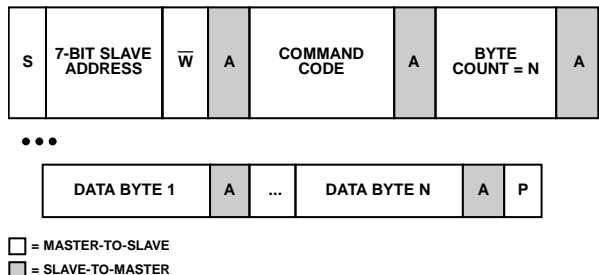 S 7-BIT SLAVE ADDRESS W̅ A COMMAND CODE A BYTE COUNT = N A
•••
DATA BYTE 1 A ... DATA BYTE N A P
= MASTER-TO-SLAVE
= SLAVE-TO-MASTER